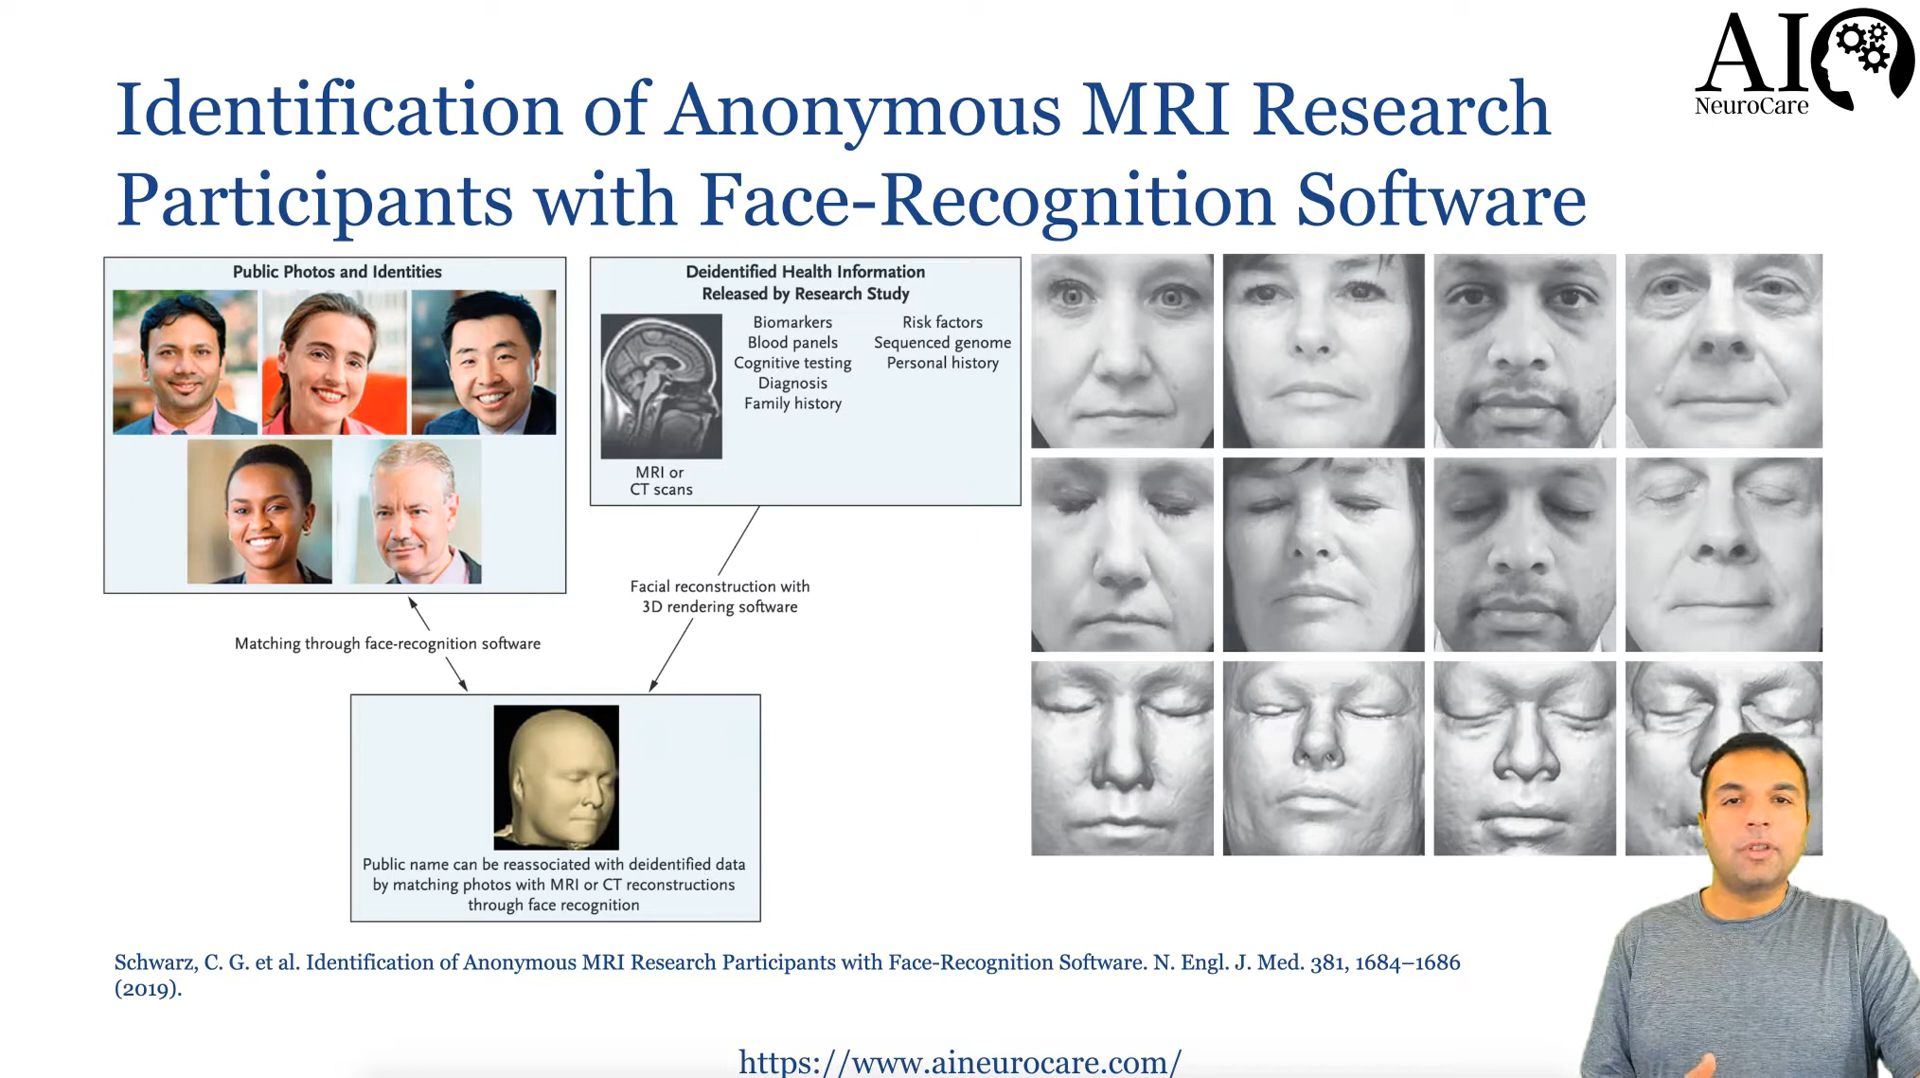 AI
NeuroCare
Identification of Anonymous MRI Research
Participants with Face-Recognition Software
Public Photos and Identities
Deidentified Health Information
Released by Research Study
Biomarkers
Blood panels
Cognitive testing
Diagnosis
Family history
Risk factors
Sequenced genome
Personal history
MRI or
CT scans
Facial reconstruction with
3D rendering software
Matching through face-recognition software
Public name can be reassociated with deidentified data
by matching photos with MRI or CT reconstructions
through face recognition
Schwarz, C. G. et al. Identification of Anonymous MRI Research Participants with Face-Recognition Software. N. Engl. J. Med. 381, 1684–1686
(2019).
https://www.aineurocare.com/